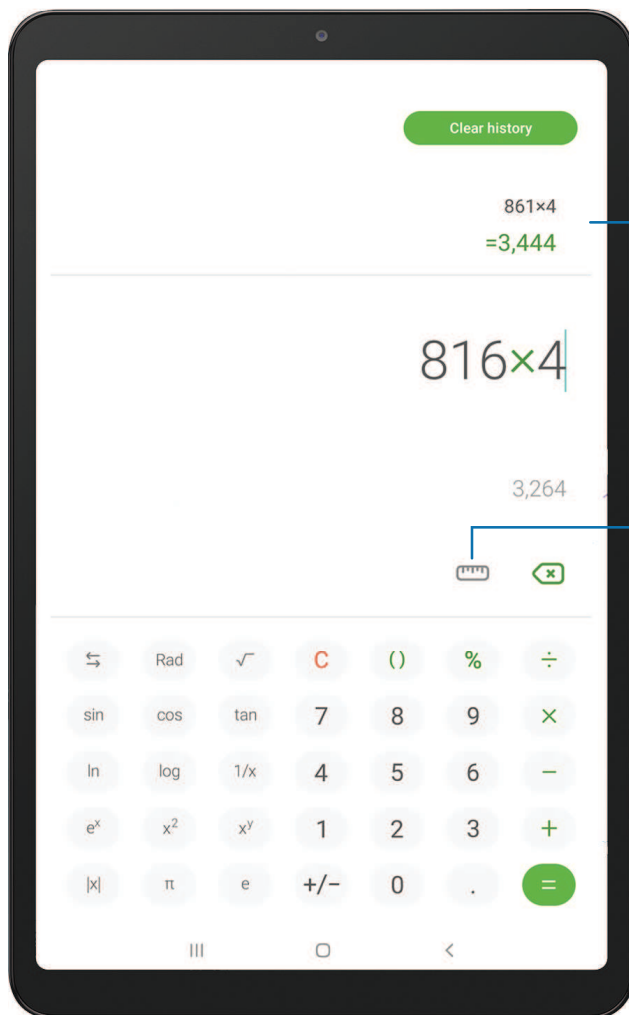 Clear history
861×4
=3,444
816×4
3,264
⇆ Rad √ C () % ÷
sin cos tan 7 8 9 ×
ln log 1/x 4 5 6 −
eˣ x² xʸ 1 2 3 +
|x| π e +/− 0 . =